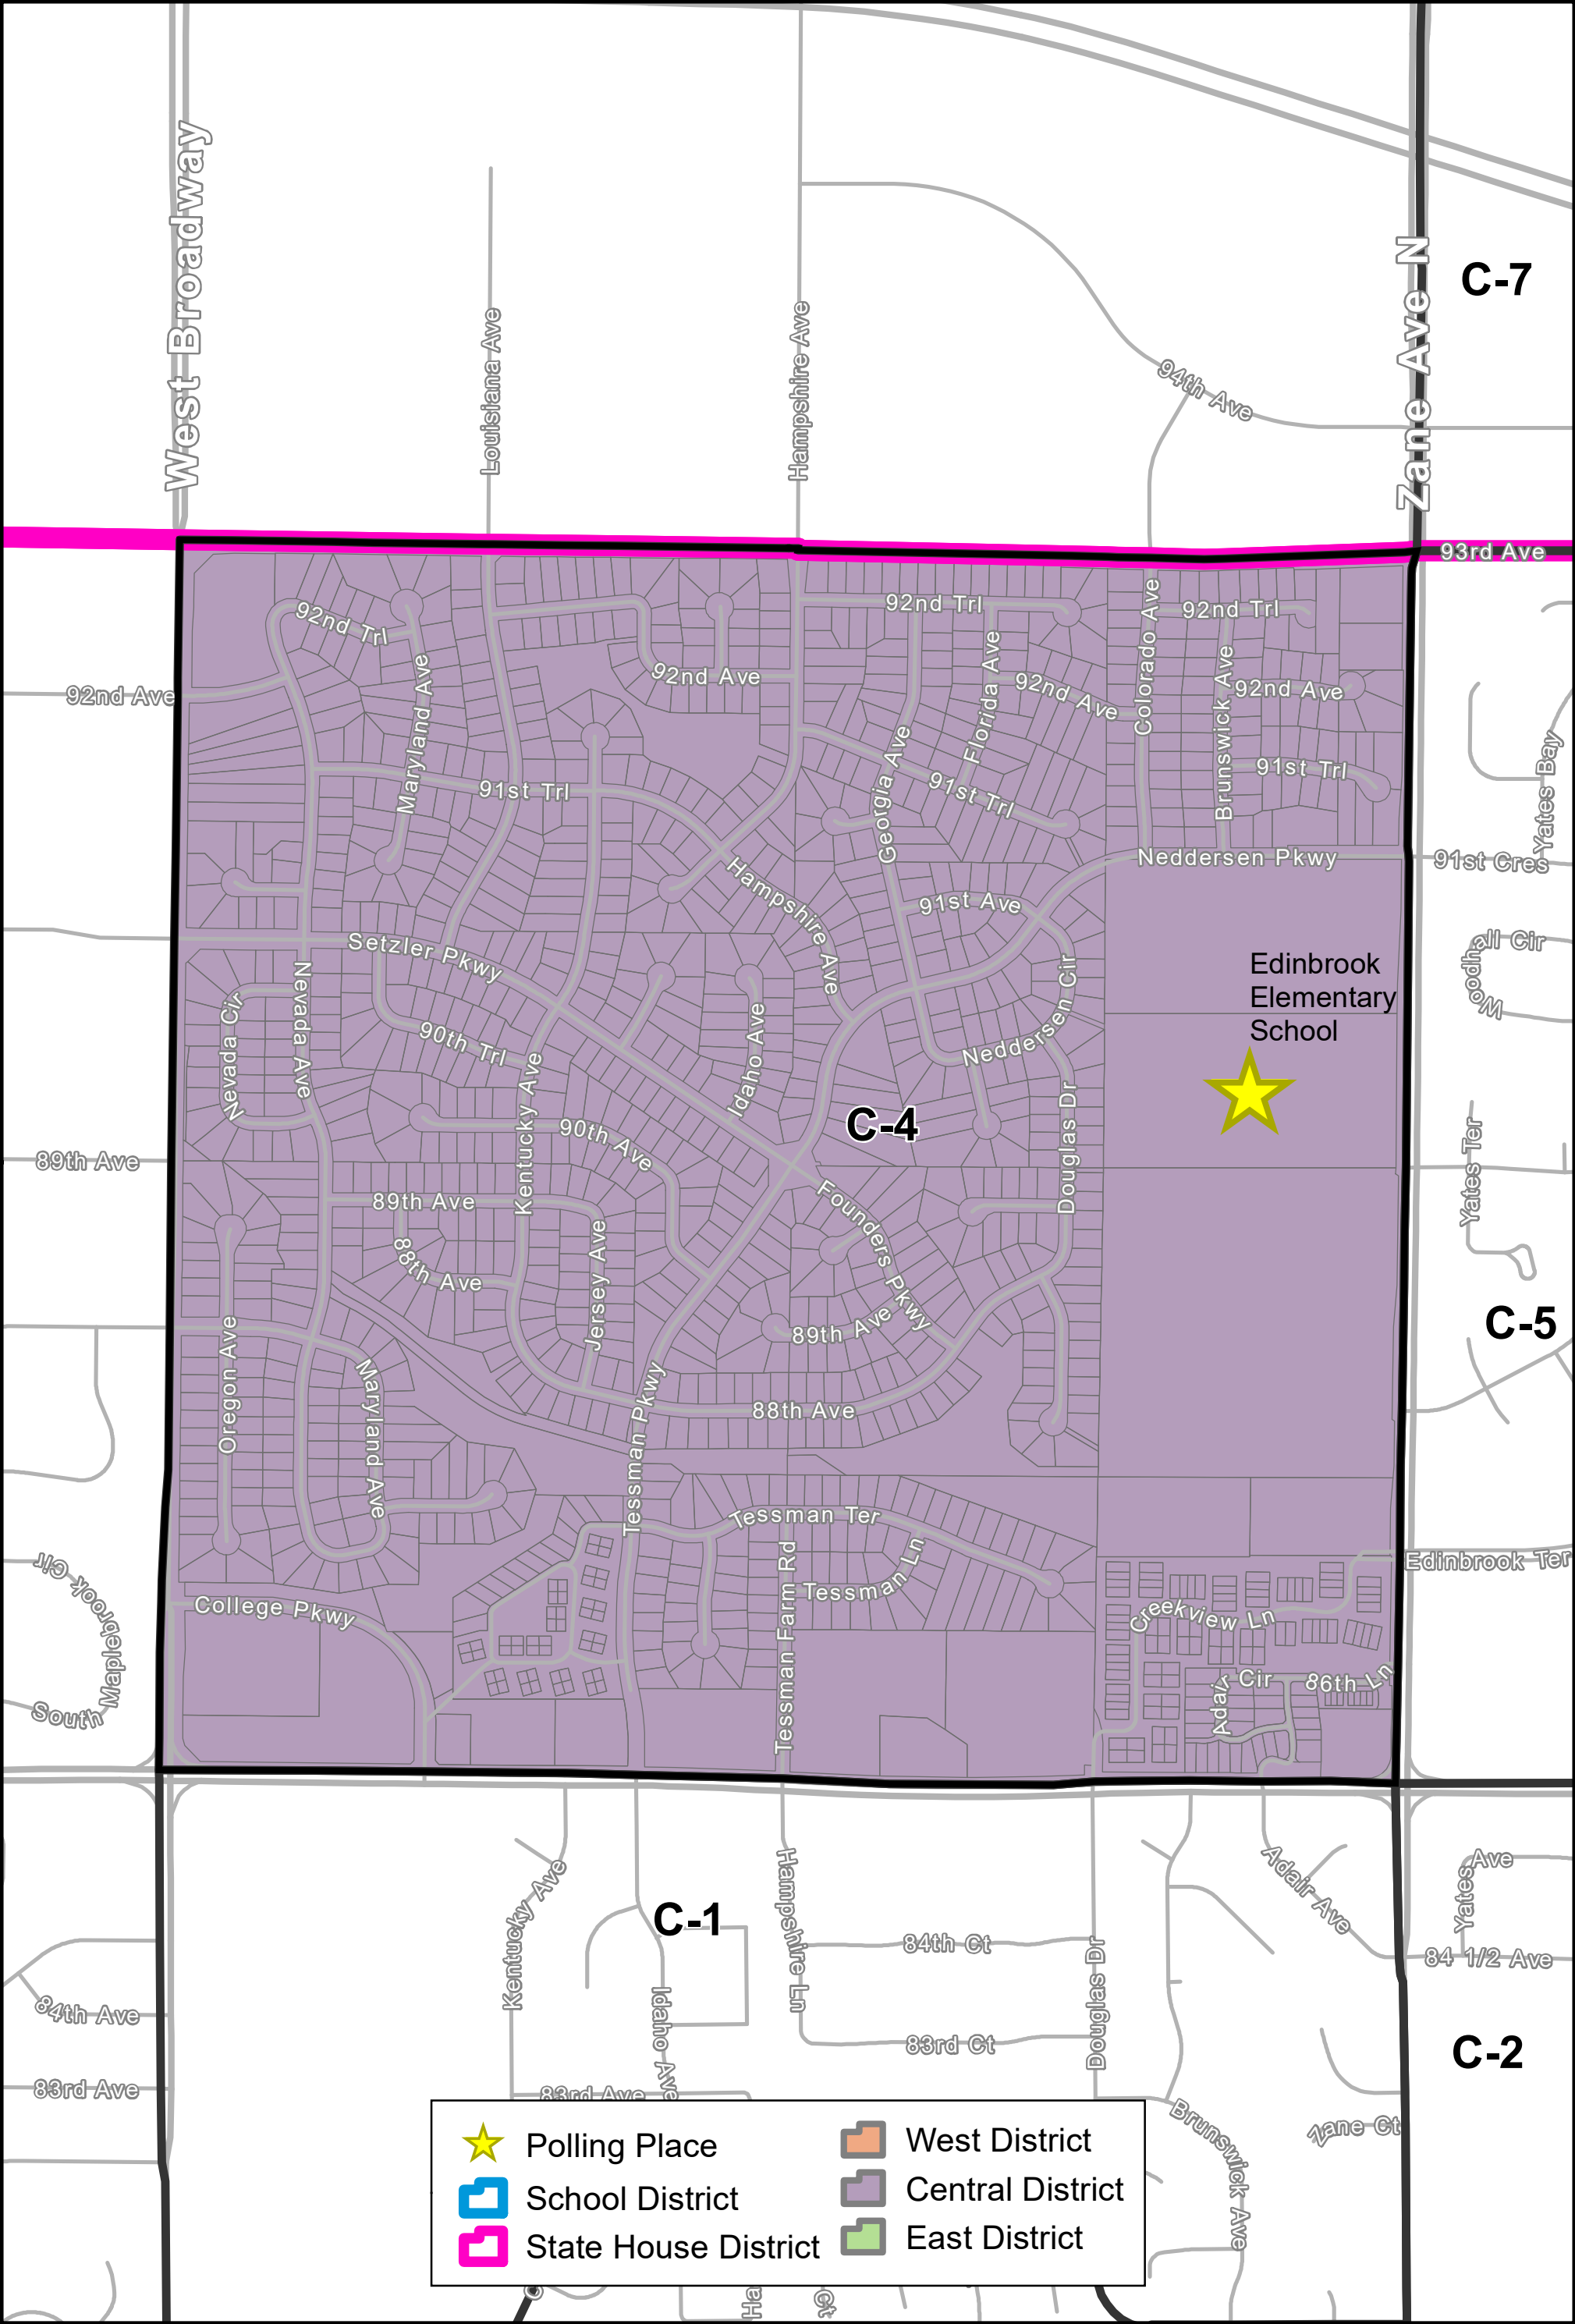 West Broadway
Louisiana Ave
Hampshire Ave
94th Ave
Zane Ave N
C-7
93rd Ave
92nd Trl
Maryland Ave
92nd Ave
92nd Ave
92nd Trl
Florida Ave
92nd Ave
Colorado Ave
92nd Trl
Brunswick Ave
92nd Ave
91st Trl
Georgia Ave
91st Trl
91st Trl
Yates Bay
Neddersen Pkwy
91st Cres
Hampshire Ave
91st Ave
Setzler Pkwy
Edinbrook
Elementary
School
Woodhall Cir
Nevada Cir
Nevada Ave
90th Trl
Kentucky Ave
Idaho Ave
Neddersen Cir
Douglas Dr
C-4
90th Ave
89th Ave
89th Ave
88th Ave
Jersey Ave
Founders Pkwy
89th Ave
Yates Ter
C-5
Oregon Ave
Maryland Ave
Tessman Pkwy
88th Ave
Tessman Ter
Tessman Farm Rd
Tessman Ln
Edinbrook Ter
Creekview Ln
Adair Cir
86th Ln
College Pkwy
Maplebrook Cir
South
Kentucky Ave
C-1
Idaho Ave
Hampshire Ln
84th Ct
83rd Ct
Douglas Dr
Adair Ave
Yates Ave
84 1/2 Ave
84th Ave
83rd Ave
83rd Ave
C-2
Zane Ct
Brunswick Ave
Polling Place
School District
State House District
West District
Central District
East District
Ha
Ct